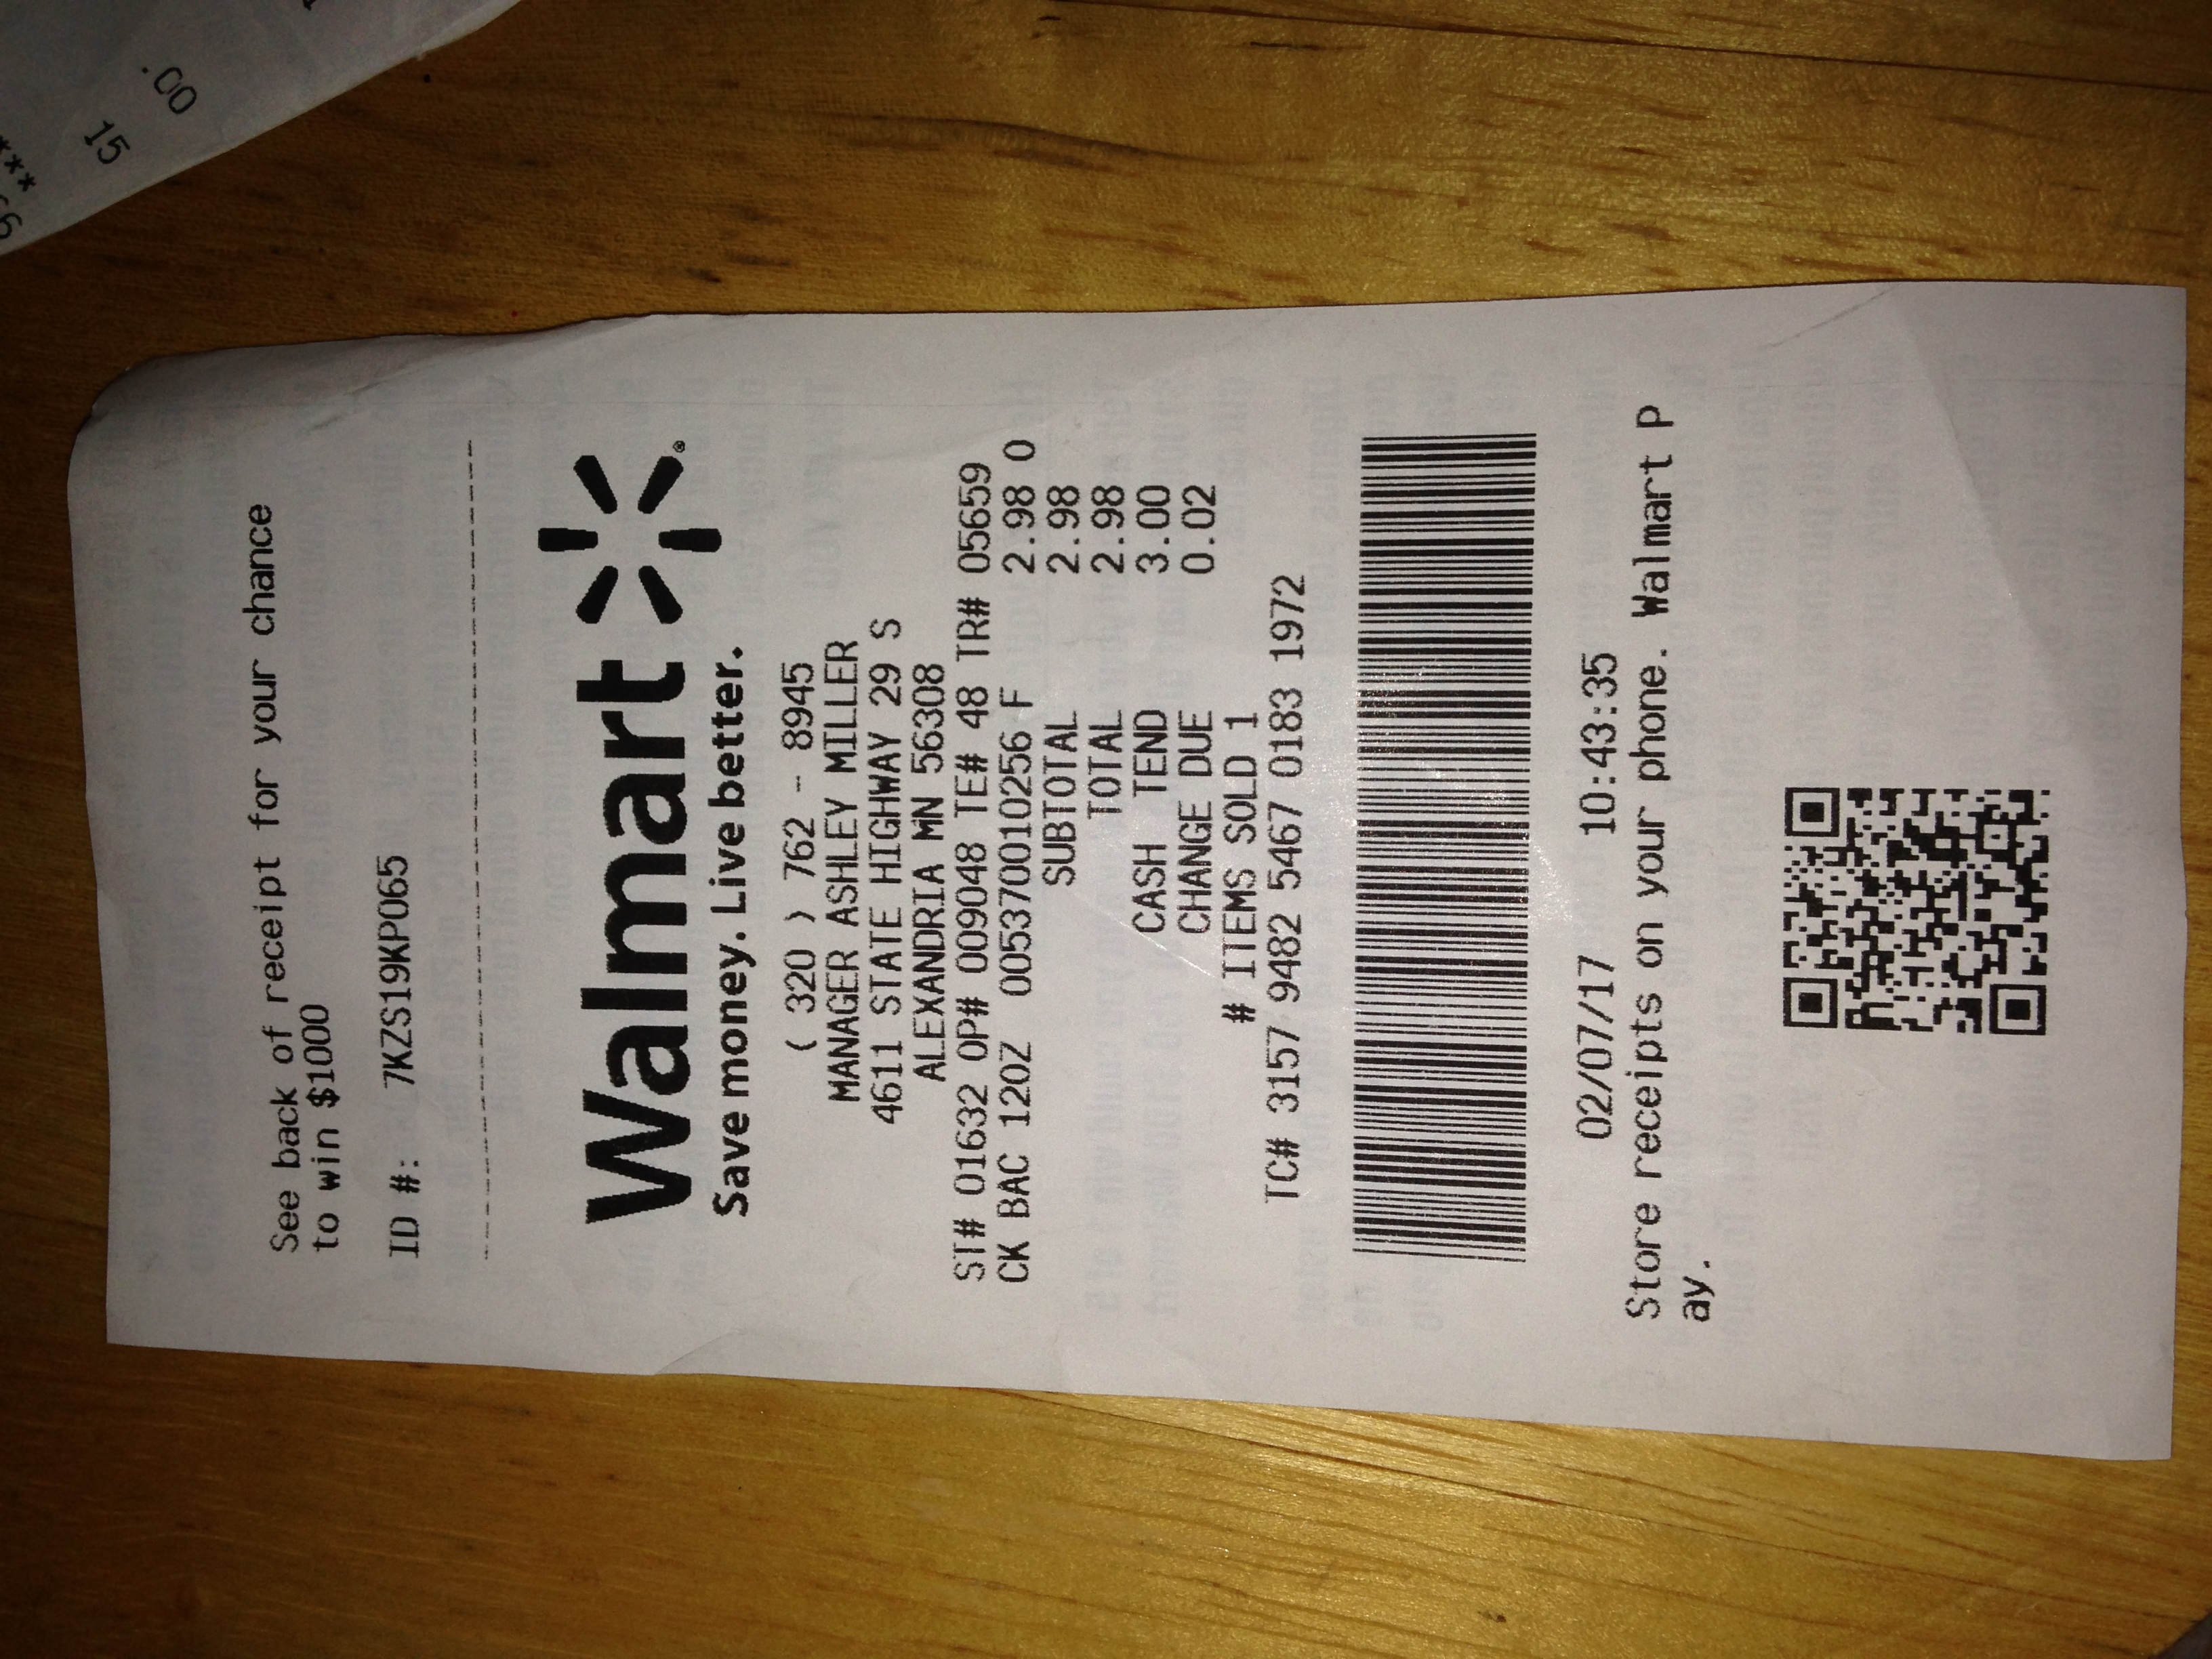 See back of receipt for your chance
to win $1000
ID #: 7KZS19KP065
Walmart
Save money. Live better.
( 320 ) 762 - 8945
MANAGER ASHLEY MILLER
4611 STATE HIGHWAY 29 S
ALEXANDRIA MN 56308
ST# 01632 OP# 009048 TE# 48 TR# 05659
CK BAC 12OZ 005370010256 F 2.98 O
SUBTOTAL 2.98
TOTAL 2.98
CASH TEND 3.00
CHANGE DUE 0.02
# ITEMS SOLD 1
TC# 3157 9482 5467 0183 1972
02/07/17 10:43:35
Store receipts on your phone. Walmart P
ay.
***
15
.00